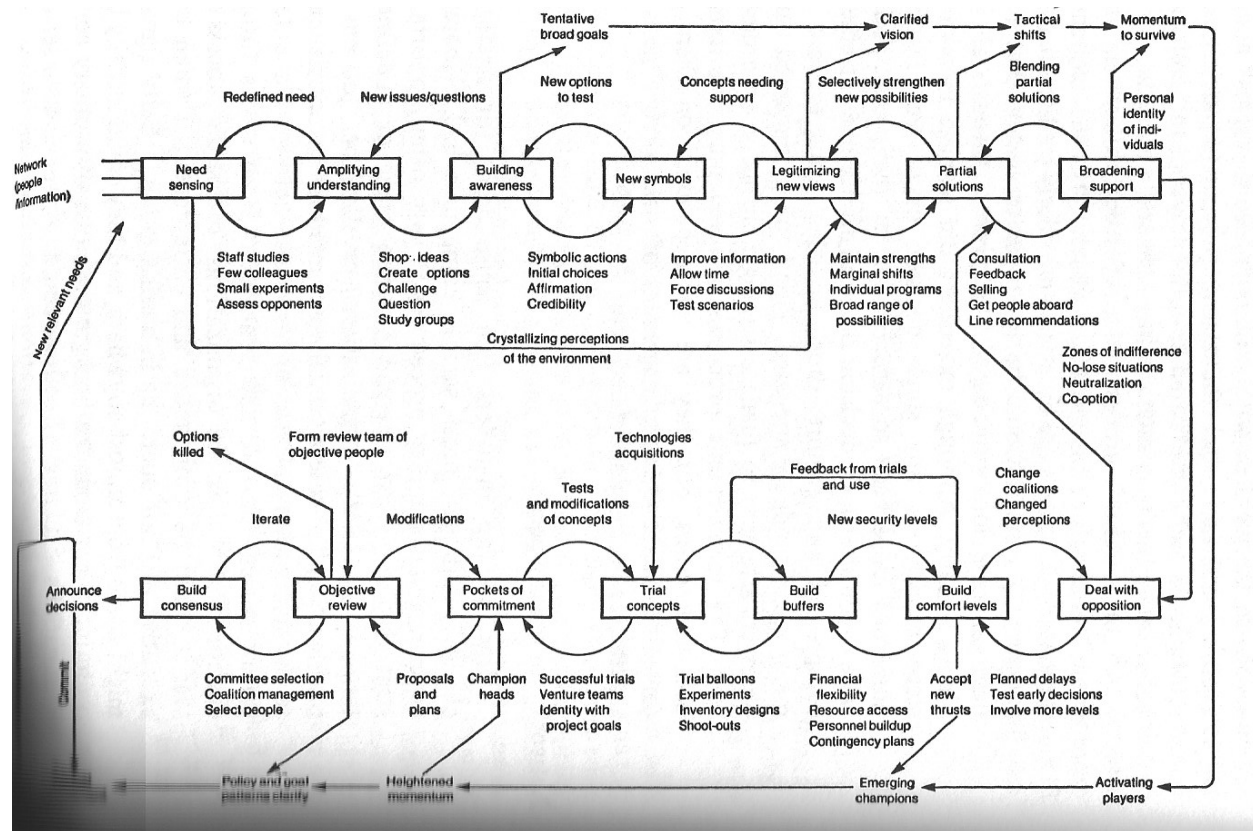 Tentative
broad goals
Clarified
vision
Tactical
shifts
Momentum
to survive
Redefined need
New issues/questions
New options
to test
Concepts needing
support
Selectively strengthen
new possibilities
Blending
partial
solutions
Personal
identity
of indi-
viduals
Network
(people
information)
Need
sensing
Amplifying
understanding
Building
awareness
New symbols
Legitimizing
new views
Partial
solutions
Broadening
support
New relevant needs
Staff studies
Few colleagues
Small experiments
Assess opponents
Shop ideas
Create options
Challenge
Question
Study groups
Symbolic actions
Initial choices
Affirmation
Credibility
Improve information
Allow time
Force discussions
Test scenarios
Maintain strengths
Marginal shifts
Individual programs
Broad range of
possibilities
Consultation
Feedback
Selling
Get people aboard
Line recommendations
Crystallizing perceptions
of the environment
Zones of indifference
No-lose situations
Neutralization
Co-option
Options
killed
Form review team of
objective people
Technologies
acquisitions
Feedback from trials
and use
Change
coalitions
Changed
perceptions
Iterate
Modifications
Tests
and modifications
of concepts
New security levels
Announce
decisions
Build
consensus
Objective
review
Pockets of
commitment
Trial
concepts
Build
buffers
Build
comfort levels
Deal with
opposition
Commit
Committee selection
Coalition management
Select people
Proposals
and
plans
Champion
heads
Successful trials
Venture teams
Identity with
project goals
Trial balloons
Experiments
Inventory designs
Shoot-outs
Financial
flexibility
Resource access
Personnel buildup
Contingency plans
Accept
new
thrusts
Planned delays
Test early decisions
Involve more levels
Policy and goal
patterns clarify
Heightened
momentum
Emerging
champions
Activating
players